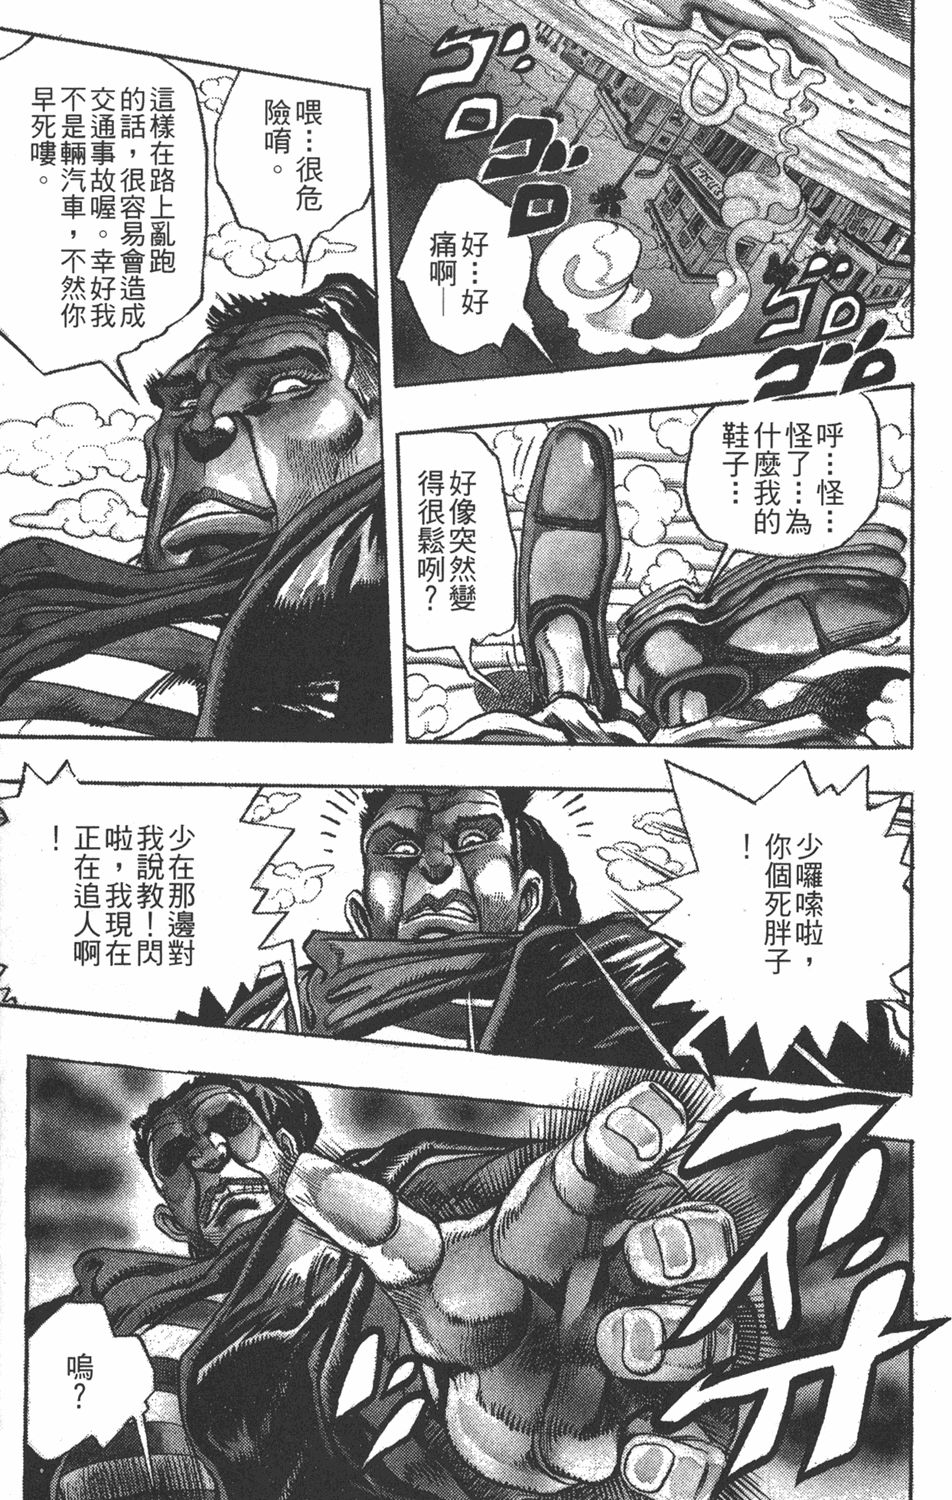 ゴゴゴゴ
好…好
痛啊—
ゴゴゴ
喂…很危
險唷。
這樣在路上亂跑
的話，很容易會造成
交通事故喔。幸好我
不是輛汽車，不然你
早死嘍。
呼…怪…
怪了…為
什麼我的
鞋子…
好像突然變
得很鬆咧？
少囉嗦啦，
你個死胖子
！
少在那邊對
我說教！閃
啦，我現在
正在追人啊
！
嗚？